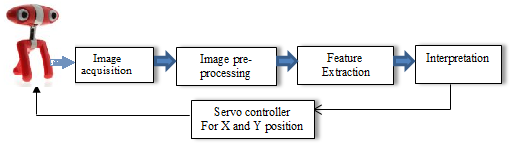 Image
acquisition
Image pre-
processing
Feature
Extraction
Interpretation
Servo controller
For X and Y position